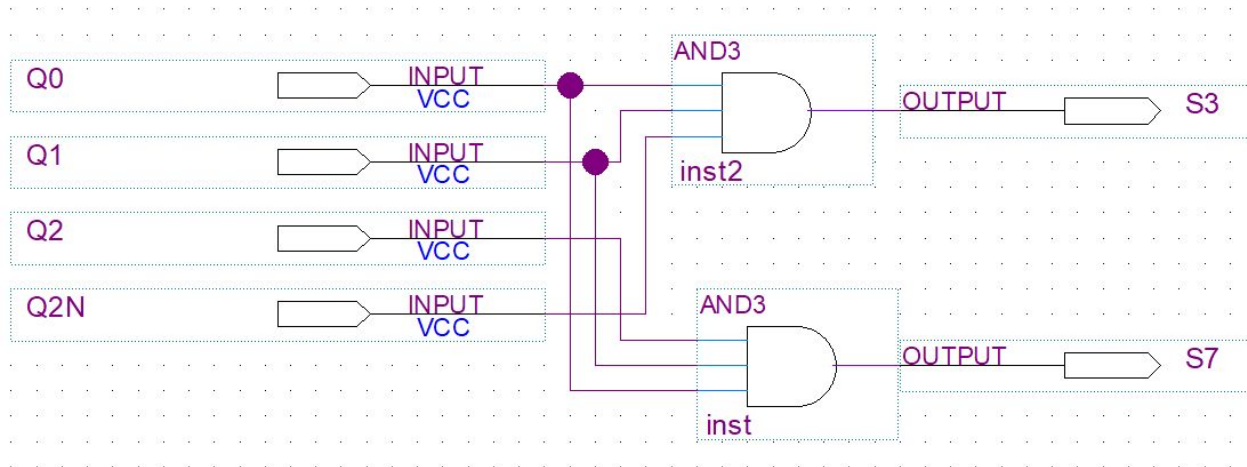 AND3
Q0
INPUT
VCC
OUTPUT
S3
Q1
INPUT
VCC
inst2
Q2
INPUT
VCC
Q2N
INPUT
VCC
AND3
OUTPUT
S7
inst